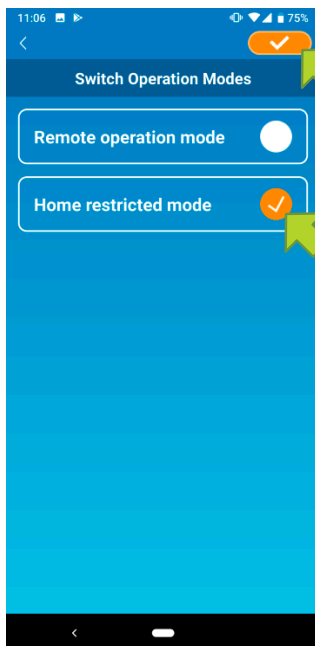 11:06 75%
Switch Operation Modes
Remote operation mode
Home restricted mode